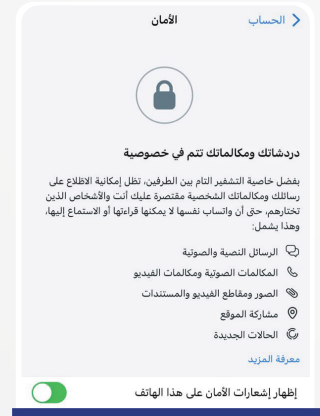 الحساب
الأمان
دردشاتك ومكالماتك تتم في خصوصية
بفضل خاصية التشفير التام بين الطرفين، تظل إمكانية الاطلاع على
رسائلك ومكالماتك الشخصية مقتصرة عليك أنت والأشخاص الذين
تختارهم، حتى أن واتساب نفسها لا يمكنها قراءتها أو الاستماع إليها،
وهذا يشمل:
الرسائل النصية والصوتية
المكالمات الصوتية ومكالمات الفيديو
الصور ومقاطع الفيديو والمستندات
مشاركة الموقع
الحالات الجديدة
معرفة المزيد
إظهار إشعارات الأمان على هذا الهاتف